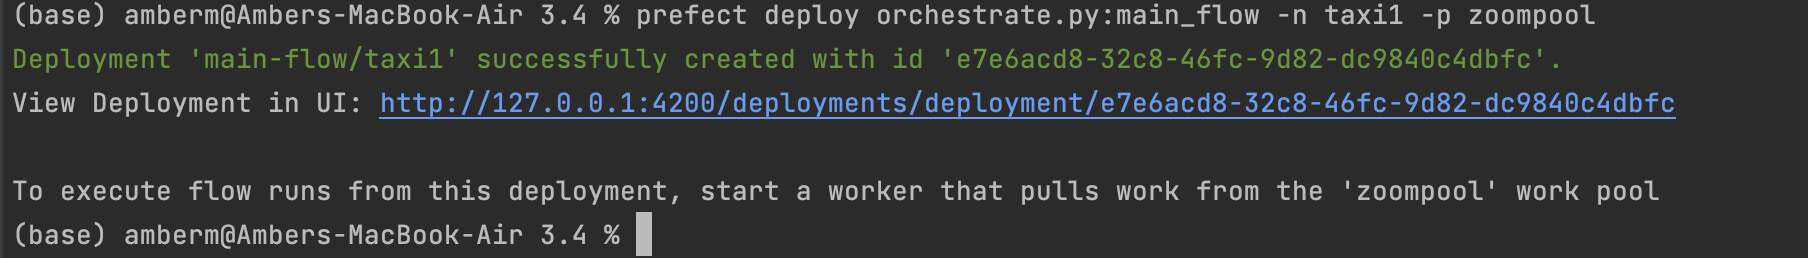 (base) amberm@Ambers-MacBook-Air 3.4 % prefect deploy orchestrate.py:main_flow -n taxi1 -p zoompool
Deployment 'main-flow/taxi1' successfully created with id 'e7e6acd8-32c8-46fc-9d82-dc9840c4dbfc'.
View Deployment in UI: http://127.0.0.1:4200/deployments/deployment/e7e6acd8-32c8-46fc-9d82-dc9840c4dbfc
To execute flow runs from this deployment, start a worker that pulls work from the 'zoompool' work pool
(base) amberm@Ambers-MacBook-Air 3.4 %